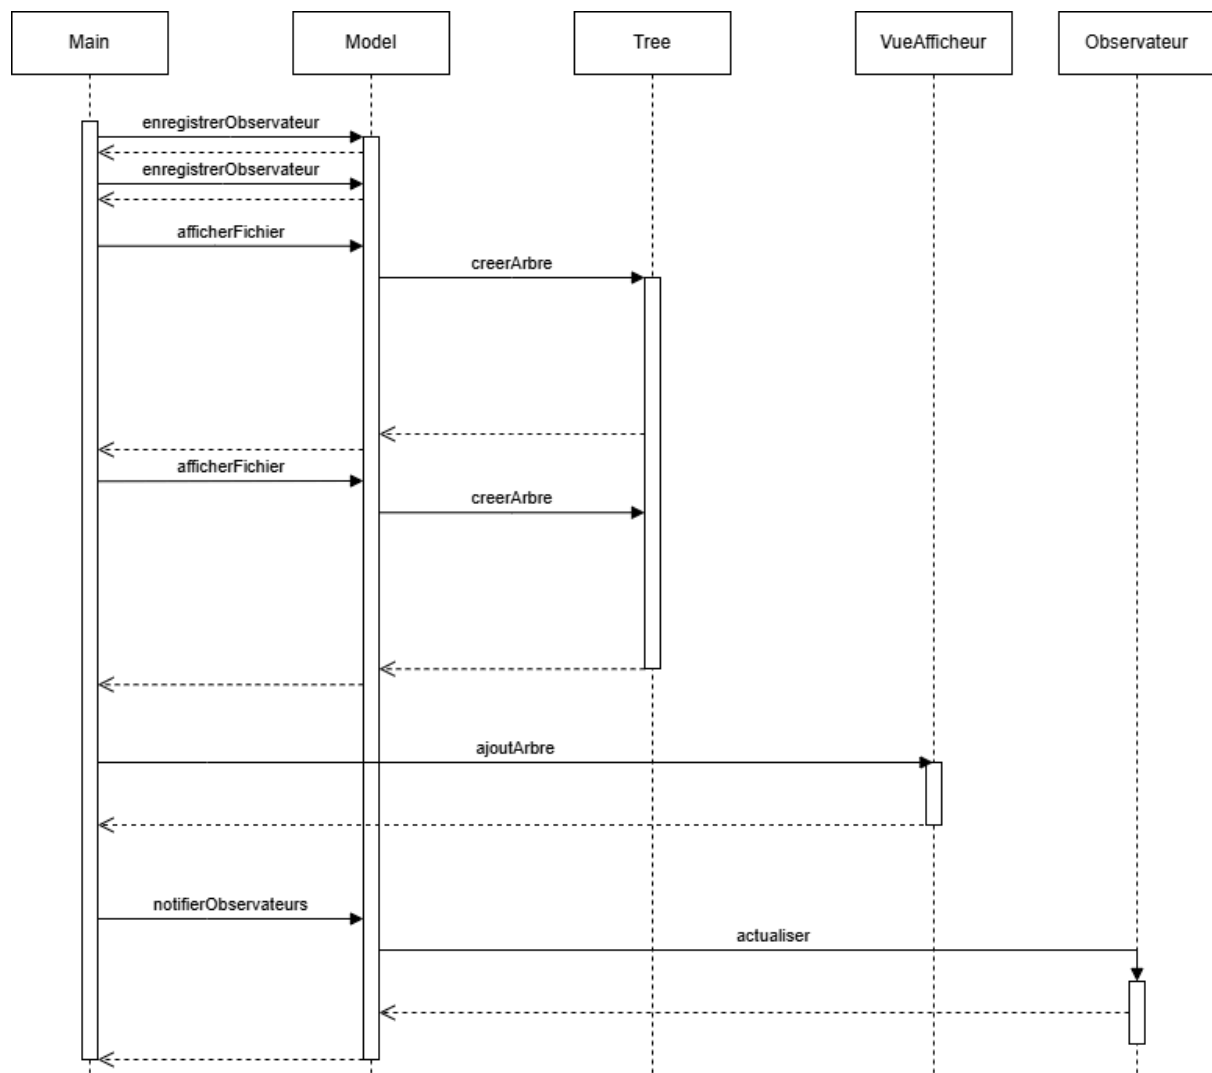 Main
Model
Tree
VueAfficheur
Observateur
enregistrerObservateur
enregistrerObservateur
afficherFichier
creerArbre
afficherFichier
creerArbre
ajoutArbre
notifierObservateurs
actualiser